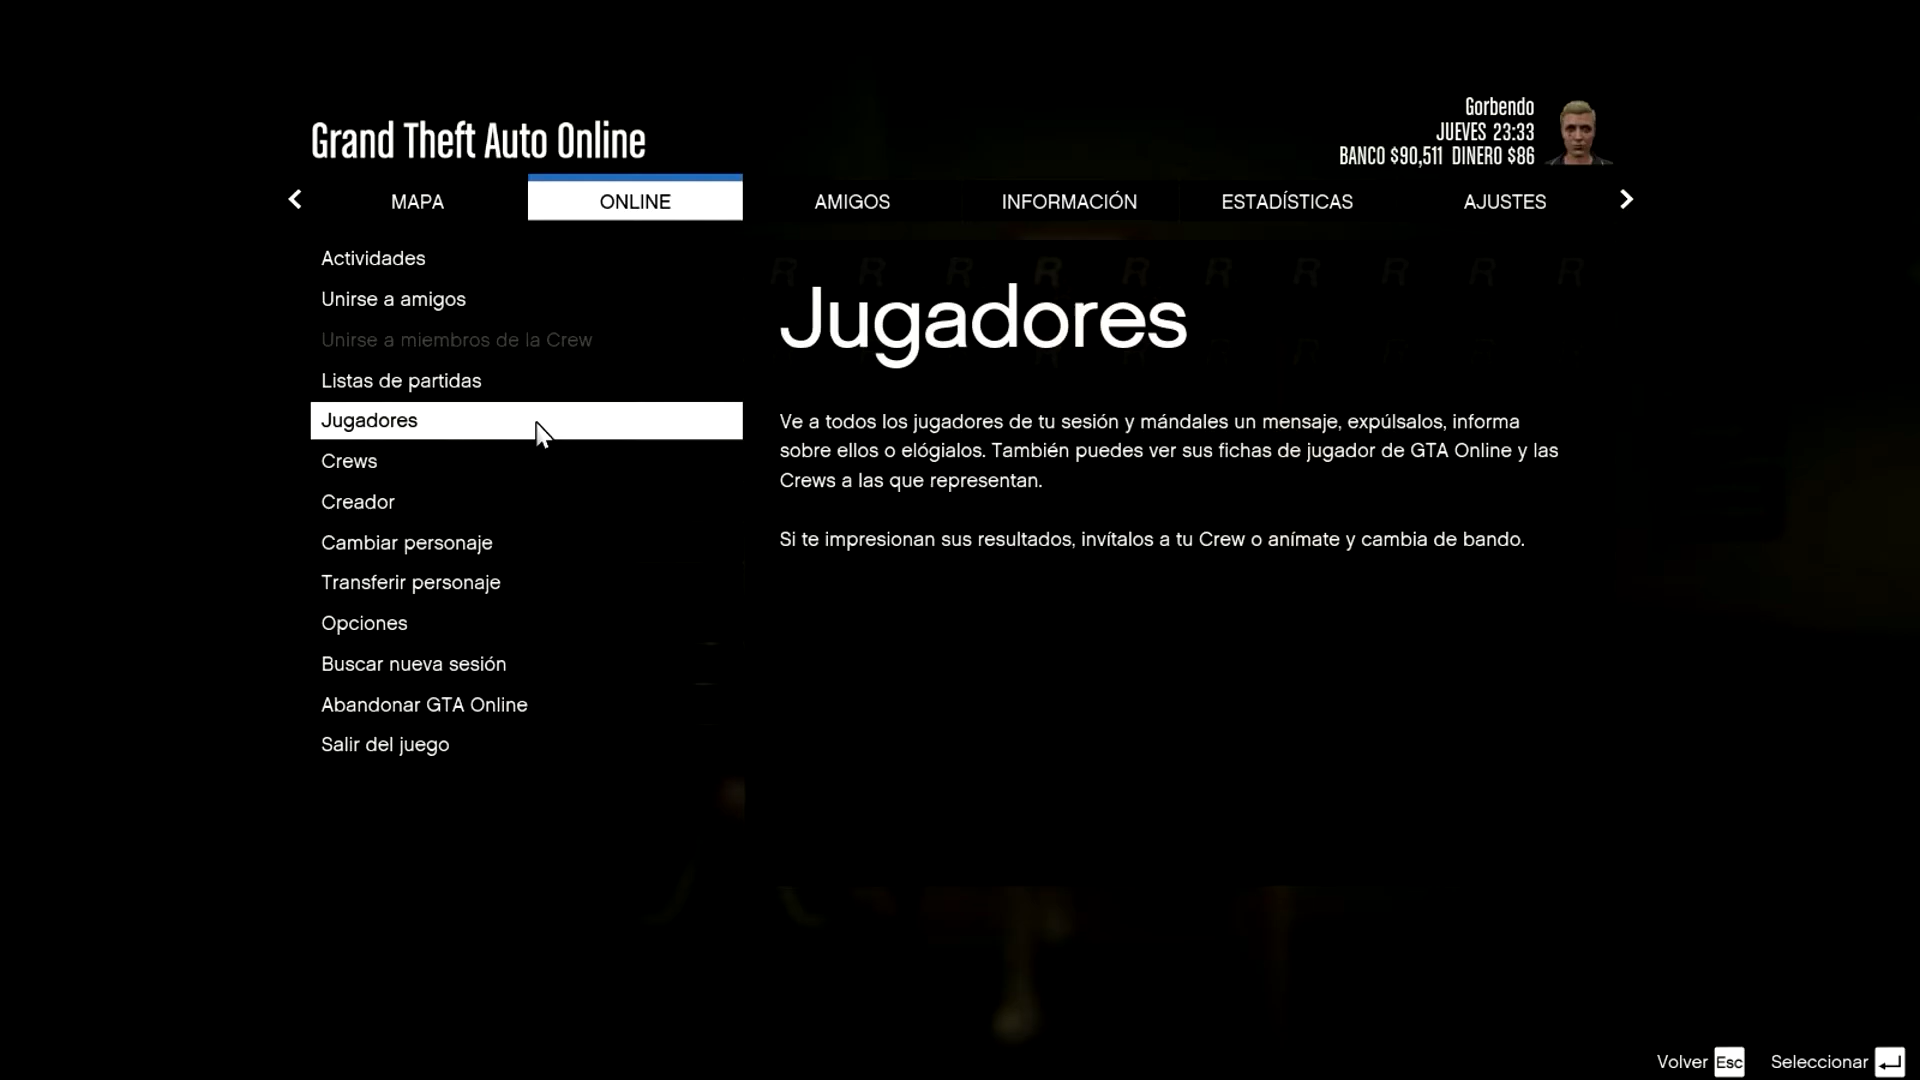 Grand Theft Auto Online
Gorbendo
JUEVES 23:33
BANCO $90,511 DINERO $86
MAPA
ONLINE
AMIGOS
INFORMACIÓN
ESTADÍSTICAS
AJUSTES
Actividades
Unirse a amigos
Unirse a miembros de la Crew
Listas de partidas
Jugadores
Crews
Creador
Cambiar personaje
Transferir personaje
Opciones
Buscar nueva sesión
Abandonar GTA Online
Salir del juego
Jugadores
Ve a todos los jugadores de tu sesión y mándales un mensaje, expúlsalos, informa
sobre ellos o elógialos. También puedes ver sus fichas de jugador de GTA Online y las
Crews a las que representan.
Si te impresionan sus resultados, invítalos a tu Crew o anímate y cambia de bando.
Volver Esc Seleccionar